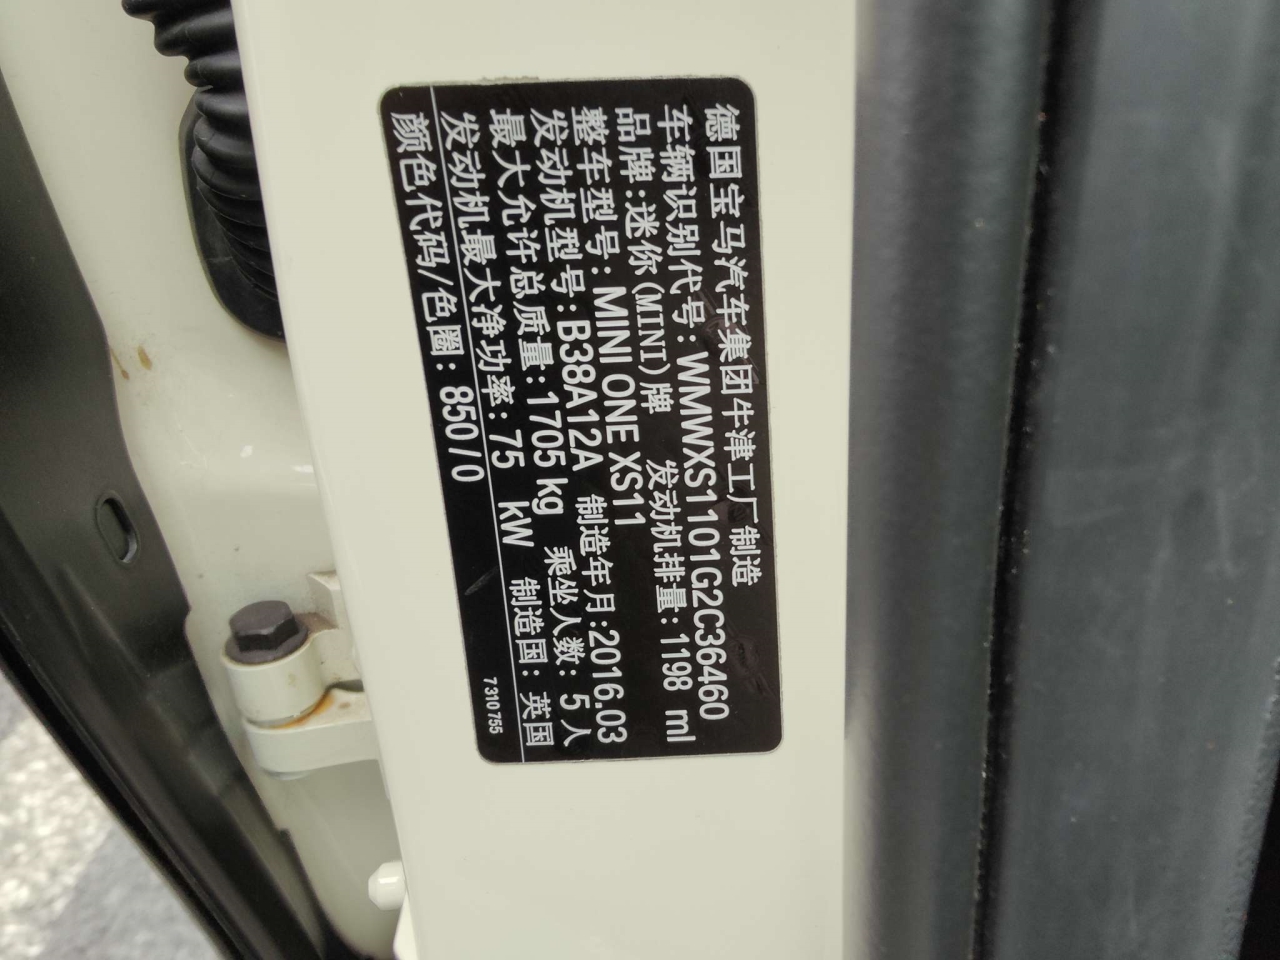 德国宝马汽车集团牛津工厂制造
车辆识别代号:WMWXS1101G2C36460
品牌:迷你(MINI)牌 发动机排量:1198 ml
整车型号:MINI ONE XS11
发动机型号:B38A12A 制造年月:2016.03
最大允许总质量:1705 kg 乘坐人数:5人
发动机最大净功率:75 kW 制造国:英国
颜色代码/色圈:850/0
7310755